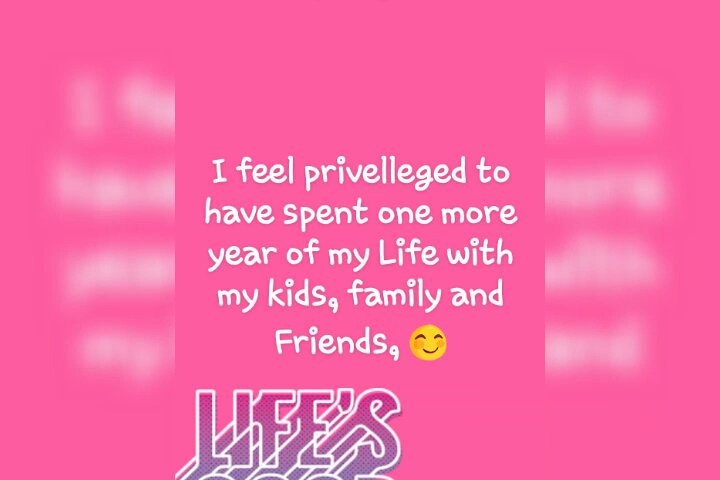 I feel privelleged to
have spent one more
year of my Life with
my kids, family and
Friends, 😊
LIFE'S